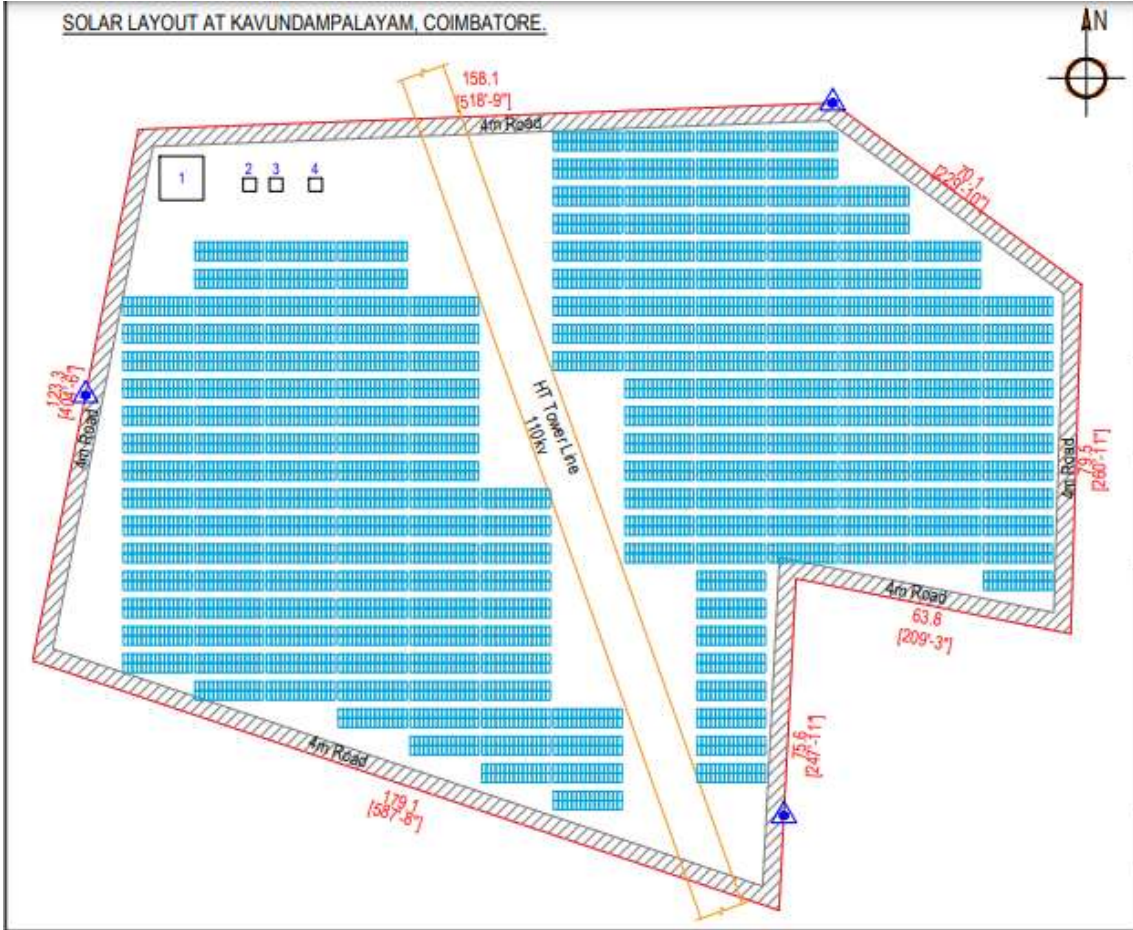 SOLAR LAYOUT AT KAVUNDAMPALAYAM, COIMBATORE.
N
158.1
[518'-9"]
4m Road
1
2
3
4
70.1
[229'-10"]
123.3
[404'-6"]
4m Road
HT Tower Line
110kv
4m Road
79.5
[260'-11"]
4m Road
63.8
[209'-3"]
75.6
[247'-11"]
4m Road
179.1
[587'-8"]